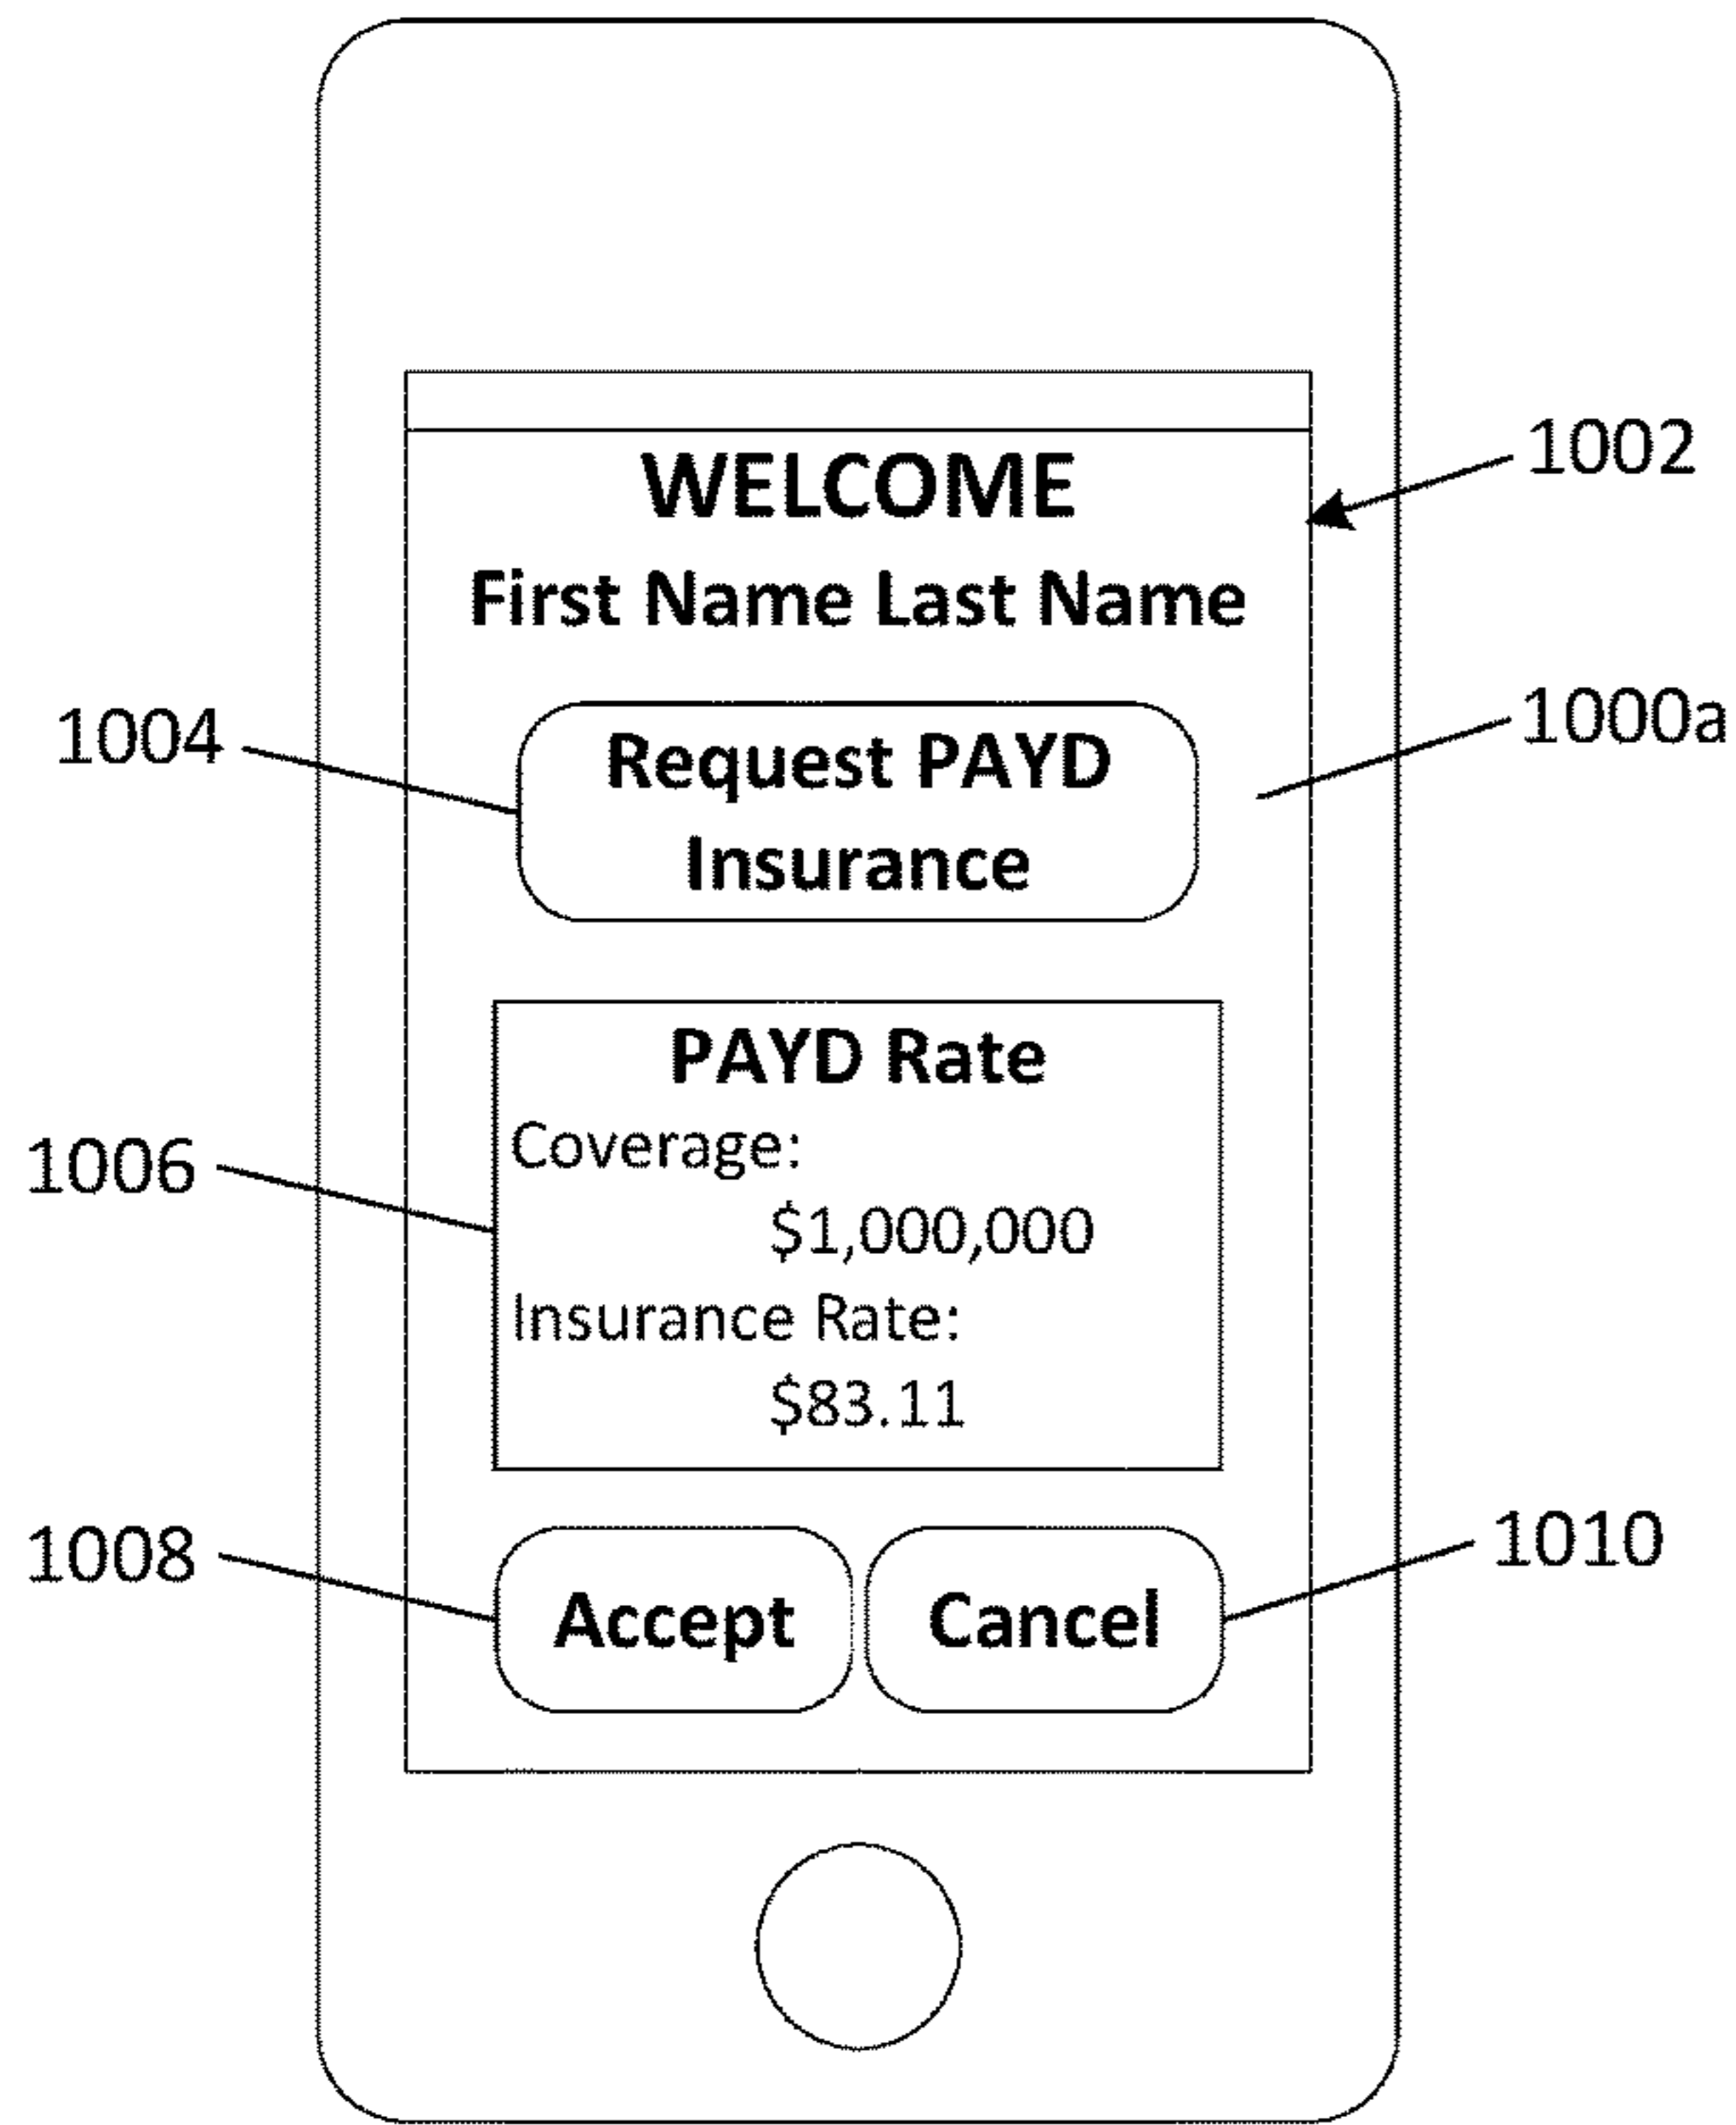 1002
WELCOME
First Name Last Name
1000a
1004
Request PAYD
Insurance
PAYD Rate
Coverage:
1006
$1,000,000
Insurance Rate:
$83.11
1008
1010
Accept
Cancel